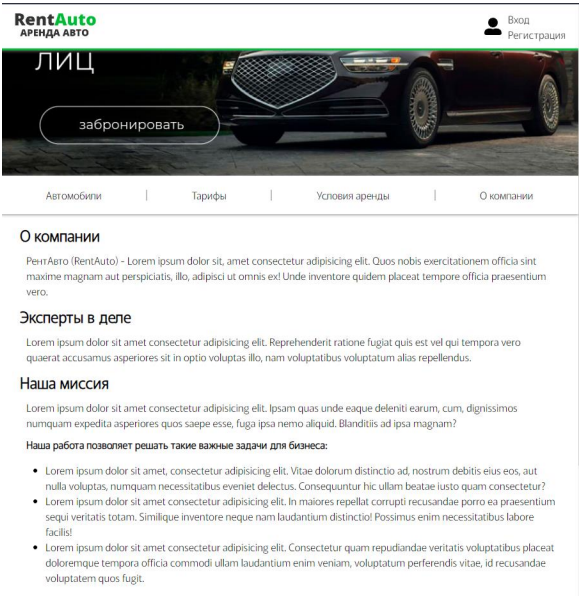 RentAuto
АРЕНДА АВТО
Вход
Регистрация
ЛИЦ
забронировать
Автомобили | Тарифы | Условия аренды | О компании
О компании
РентАвто (RentAuto) - Lorem ipsum dolor sit, amet consectetur adipisicing elit. Quos nobis exercitationem officia sint
maxime magnam aut perspiciatis, illo, adipisci ut omnis ex! Unde inventore quidem placeat tempore officia praesentium
vero.
Эксперты в деле
Lorem ipsum dolor sit amet consectetur adipisicing elit. Reprehenderit ratione fugiat quis est vel qui tempora vero
quaerat accusamus asperiores sit in optio voluptas illo, nam voluptatibus voluptatum alias repellendus.
Наша миссия
Lorem ipsum dolor sit amet consectetur adipisicing elit. Ipsam quas unde eaque deleniti earum, cum, dignissimos
numquam expedita asperiores quos saepe esse, fuga ipsa nemo aliquid. Blanditiis ad ipsa magnam?
Наша работа позволяет решать такие важные задачи для бизнеса:
• Lorem ipsum dolor sit amet, consectetur adipisicing elit. Vitae dolorum distinctio ad, nostrum debitis eius eos, aut
nulla voluptas, numquam necessitatibus eveniet delectus. Consequuntur hic ullam beatae iusto quam consectetur?
• Lorem ipsum dolor sit amet consectetur adipisicing elit. In maiores repellat corrupti recusandae porro ea praesentium
sequi veritatis totam. Similique inventore neque nam laudantium distinctio! Possimus enim necessitatibus labore
facilis!
• Lorem ipsum dolor sit amet consectetur adipisicing elit. Consectetur quam repudiandae veritatis voluptatibus placeat
doloremque tempora officia commodi ullam laudantium enim veniam, voluptatum perferendis vitae, id recusandae
voluptatem quos fugit.